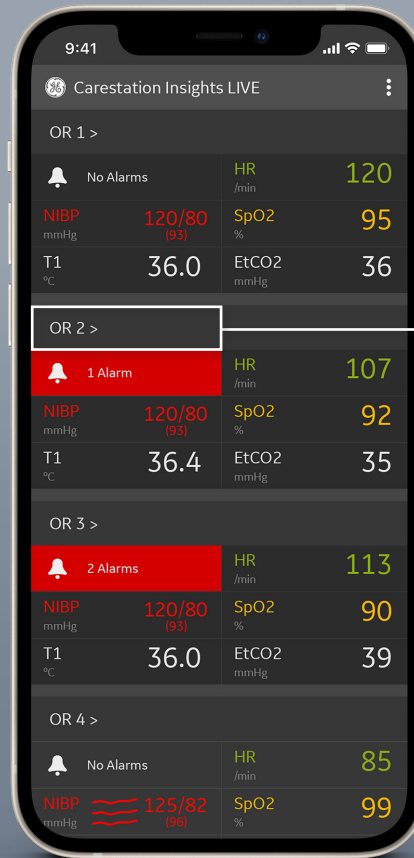 9:41
Carestation Insights LIVE
OR 1 >
No Alarms
HR
/min
120
NIBP
mmHg
120/80
(93)
SpO2
%
95
T1
°C
36.0
EtCO2
mmHg
36
OR 2 >
1 Alarm
HR
/min
107
NIBP
mmHg
120/80
(93)
SpO2
%
92
T1
°C
36.4
EtCO2
mmHg
35
OR 3 >
2 Alarms
HR
/min
113
NIBP
mmHg
120/80
(93)
SpO2
%
90
T1
°C
36.0
EtCO2
mmHg
39
OR 4 >
No Alarms
HR
/min
85
NIBP
mmHg
125/82
(96)
SpO2
%
99